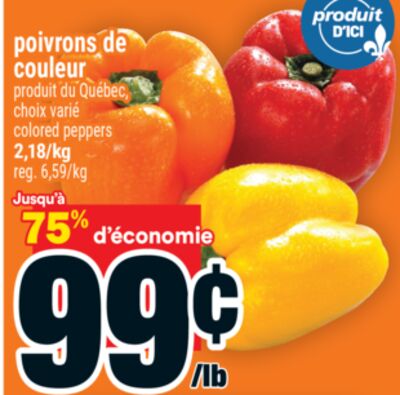 produit
D'ICI
poivrons de
couleur
produit du Québec,
choix varié
colored peppers
2,18/kg
reg. 6,59/kg
Jusqu'à
75% d'économie
99¢
/lb